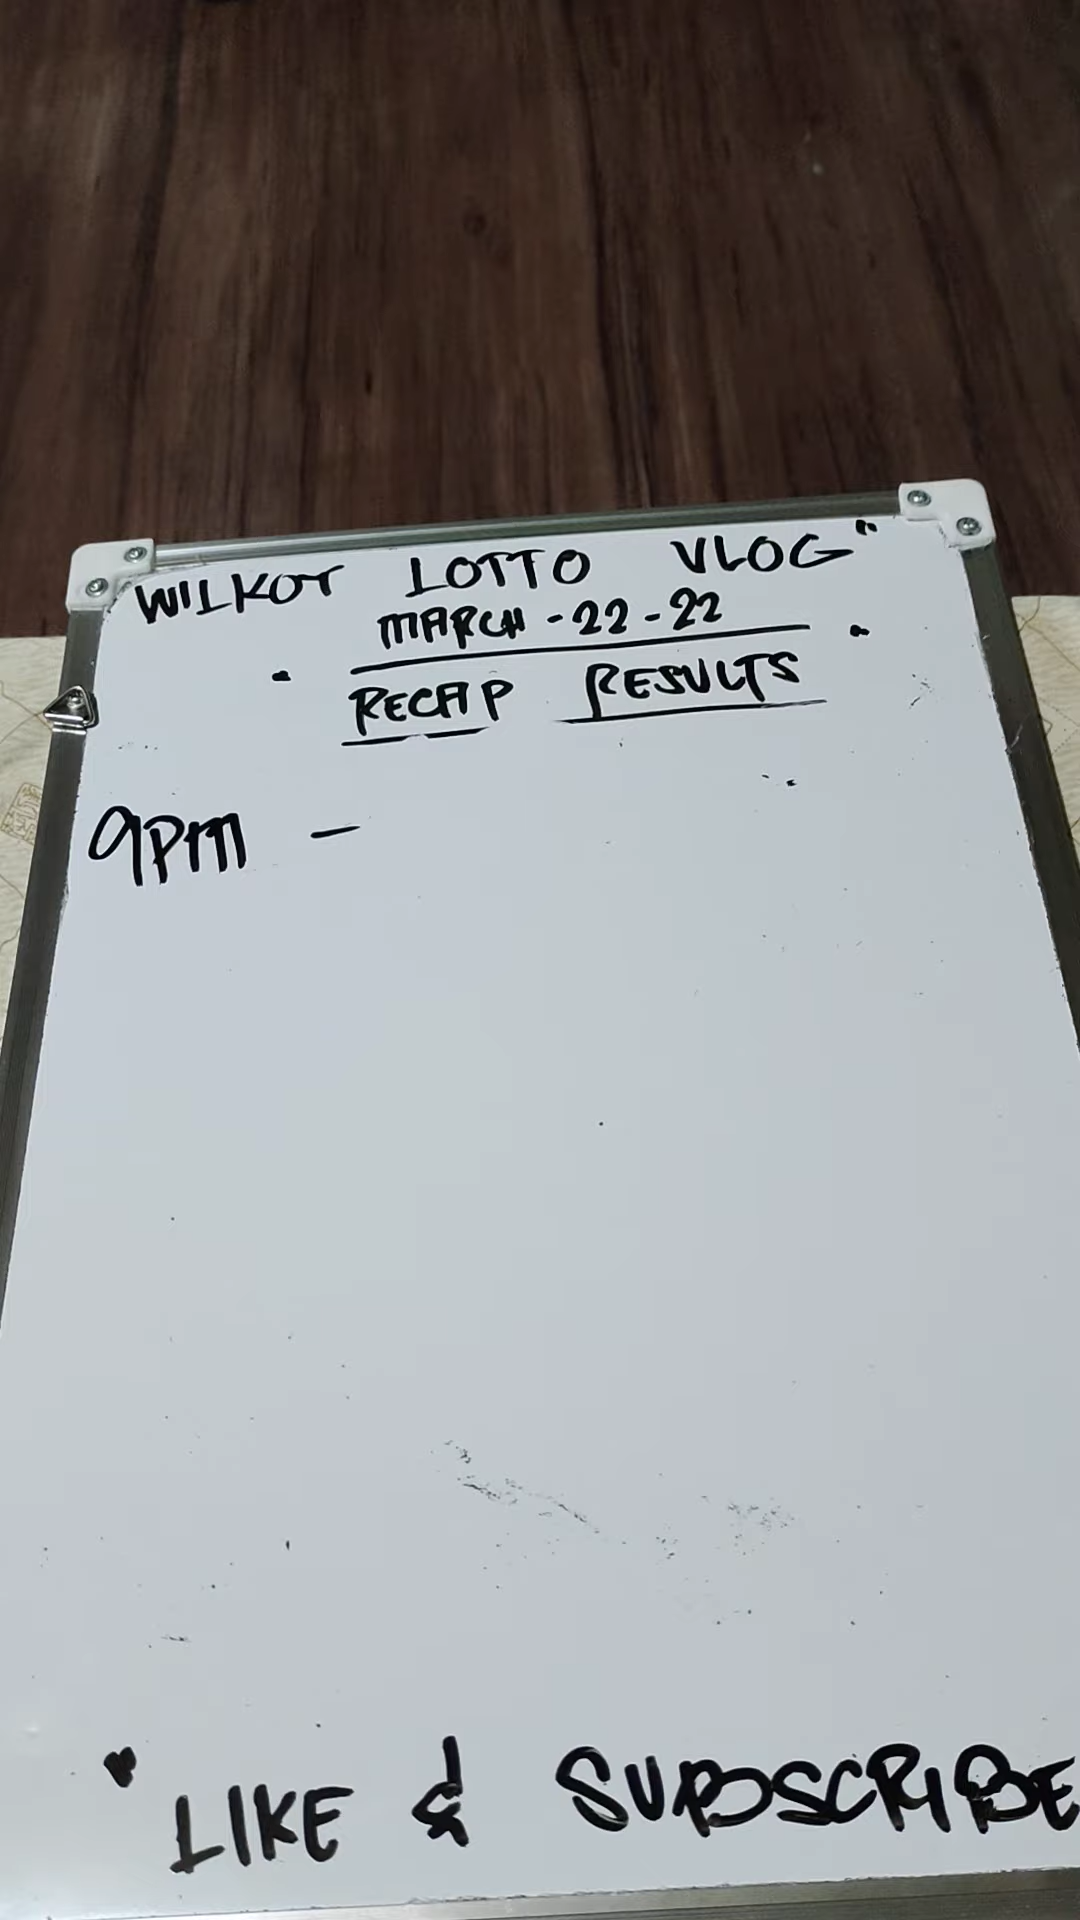 "WILKOT LOTTO VLOG"
MARCH-22-22
RECAP RESULTS
9PM -
"LIKE & SUBSCRIBE